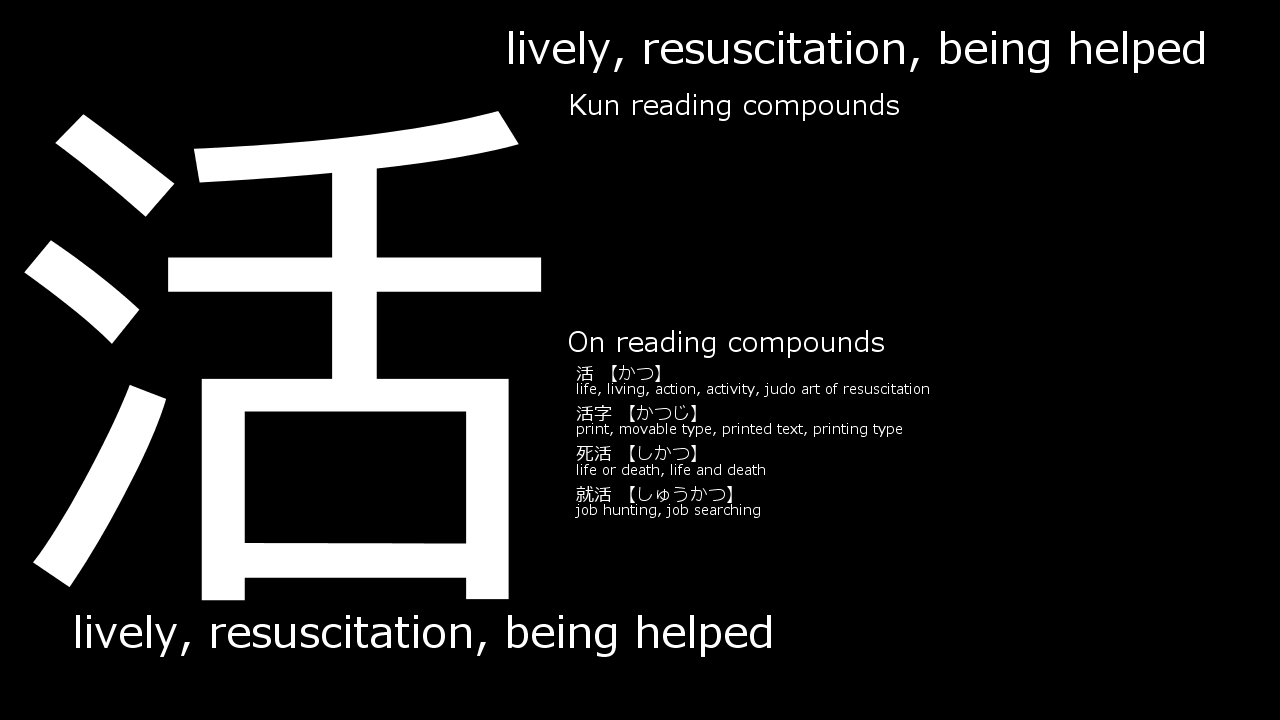 lively, resuscitation, being helped
Kun reading compounds
活
On reading compounds
活 【かつ】
life, living, action, activity, judo art of resuscitation
活字 【かつじ】
print, movable type, printed text, printing type
死活 【しかつ】
life or death, life and death
就活 【しゅうかつ】
job hunting, job searching
lively, resuscitation, being helped